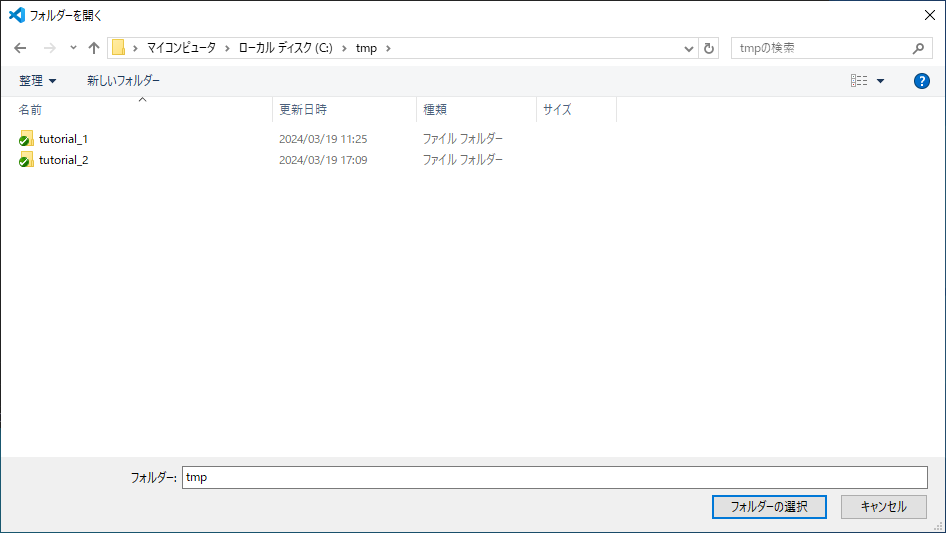 フォルダーを開く
マイコンピュータ › ローカル ディスク (C:) › tmp ›
tmpの検索
整理 新しいフォルダー ?
名前 更新日時 種類 サイズ
tutorial_1 2024/03/19 11:25 ファイル フォルダー
tutorial_2 2024/03/19 17:09 ファイル フォルダー
フォルダー: tmp
フォルダーの選択 キャンセル